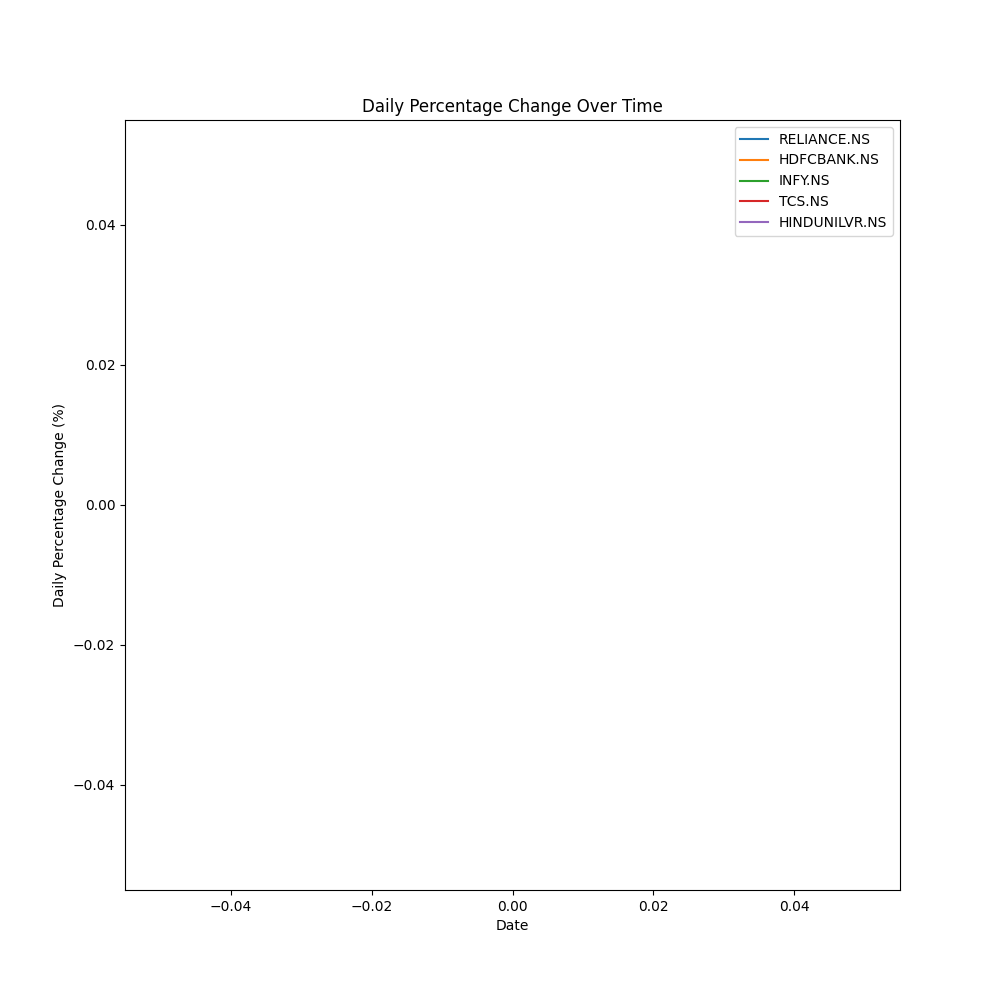 Daily Percentage Change Over Time
RELIANCE.NS
HDFCBANK.NS
INFY.NS
TCS.NS
HINDUNILVR.NS
Daily Percentage Change (%)
0.04
0.02
0.00
−0.02
−0.04
−0.04 −0.02 0.00 0.02 0.04
Date